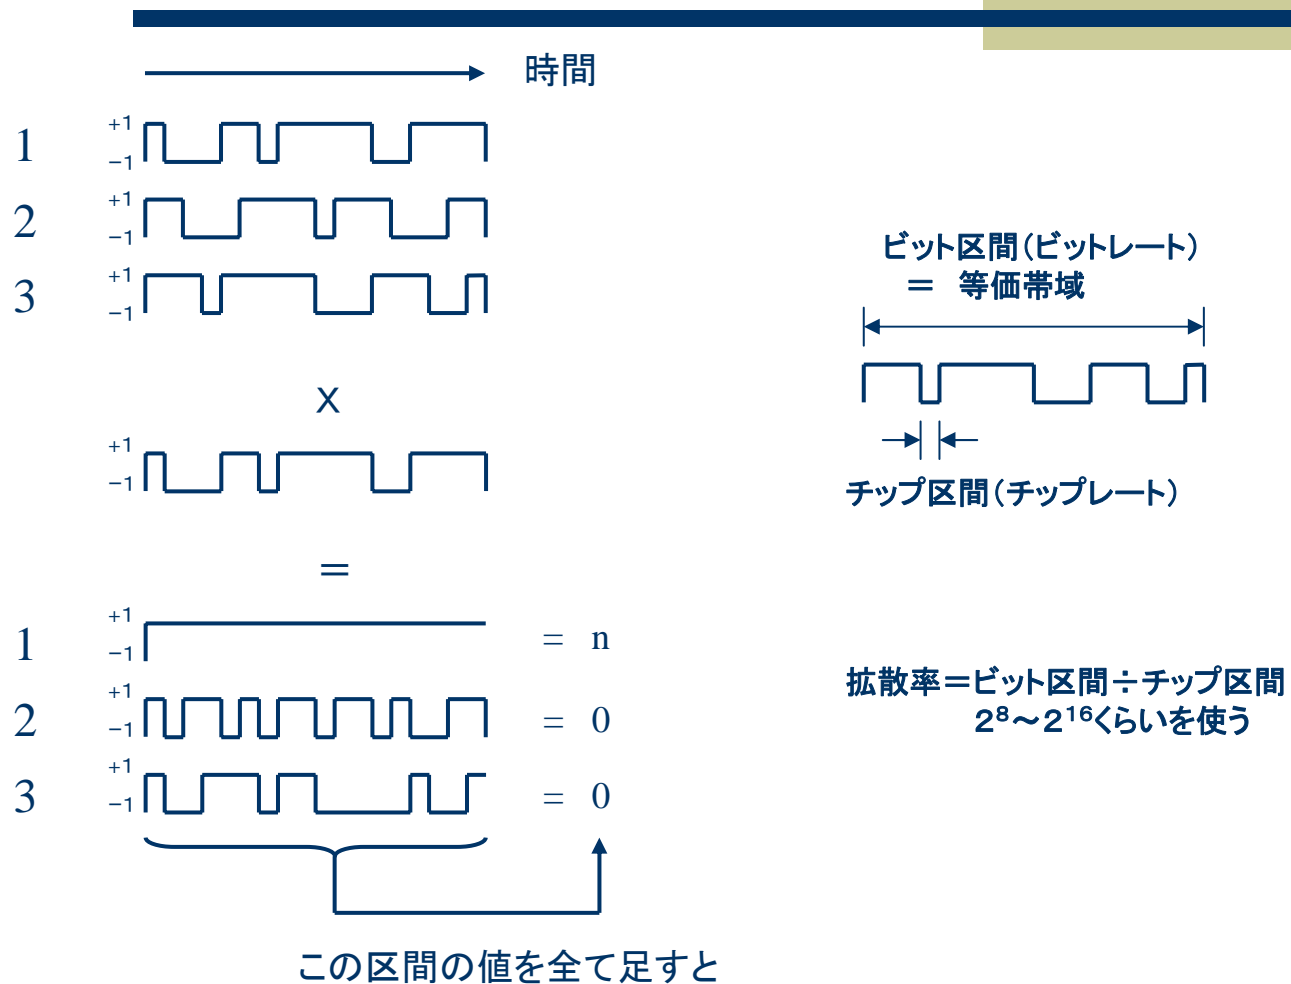 時間
1
+1
−1
2
+1
−1
3
+1
−1
X
+1
−1
=
1
+1
−1
= n
2
+1
−1
= 0
3
+1
−1
= 0
この区間の値を全て足すと
ビット区間(ビットレート)
= 等価帯域
チップ区間(チップレート)
拡散率=ビット区間÷チップ区間
2⁸~2¹⁶くらいを使う